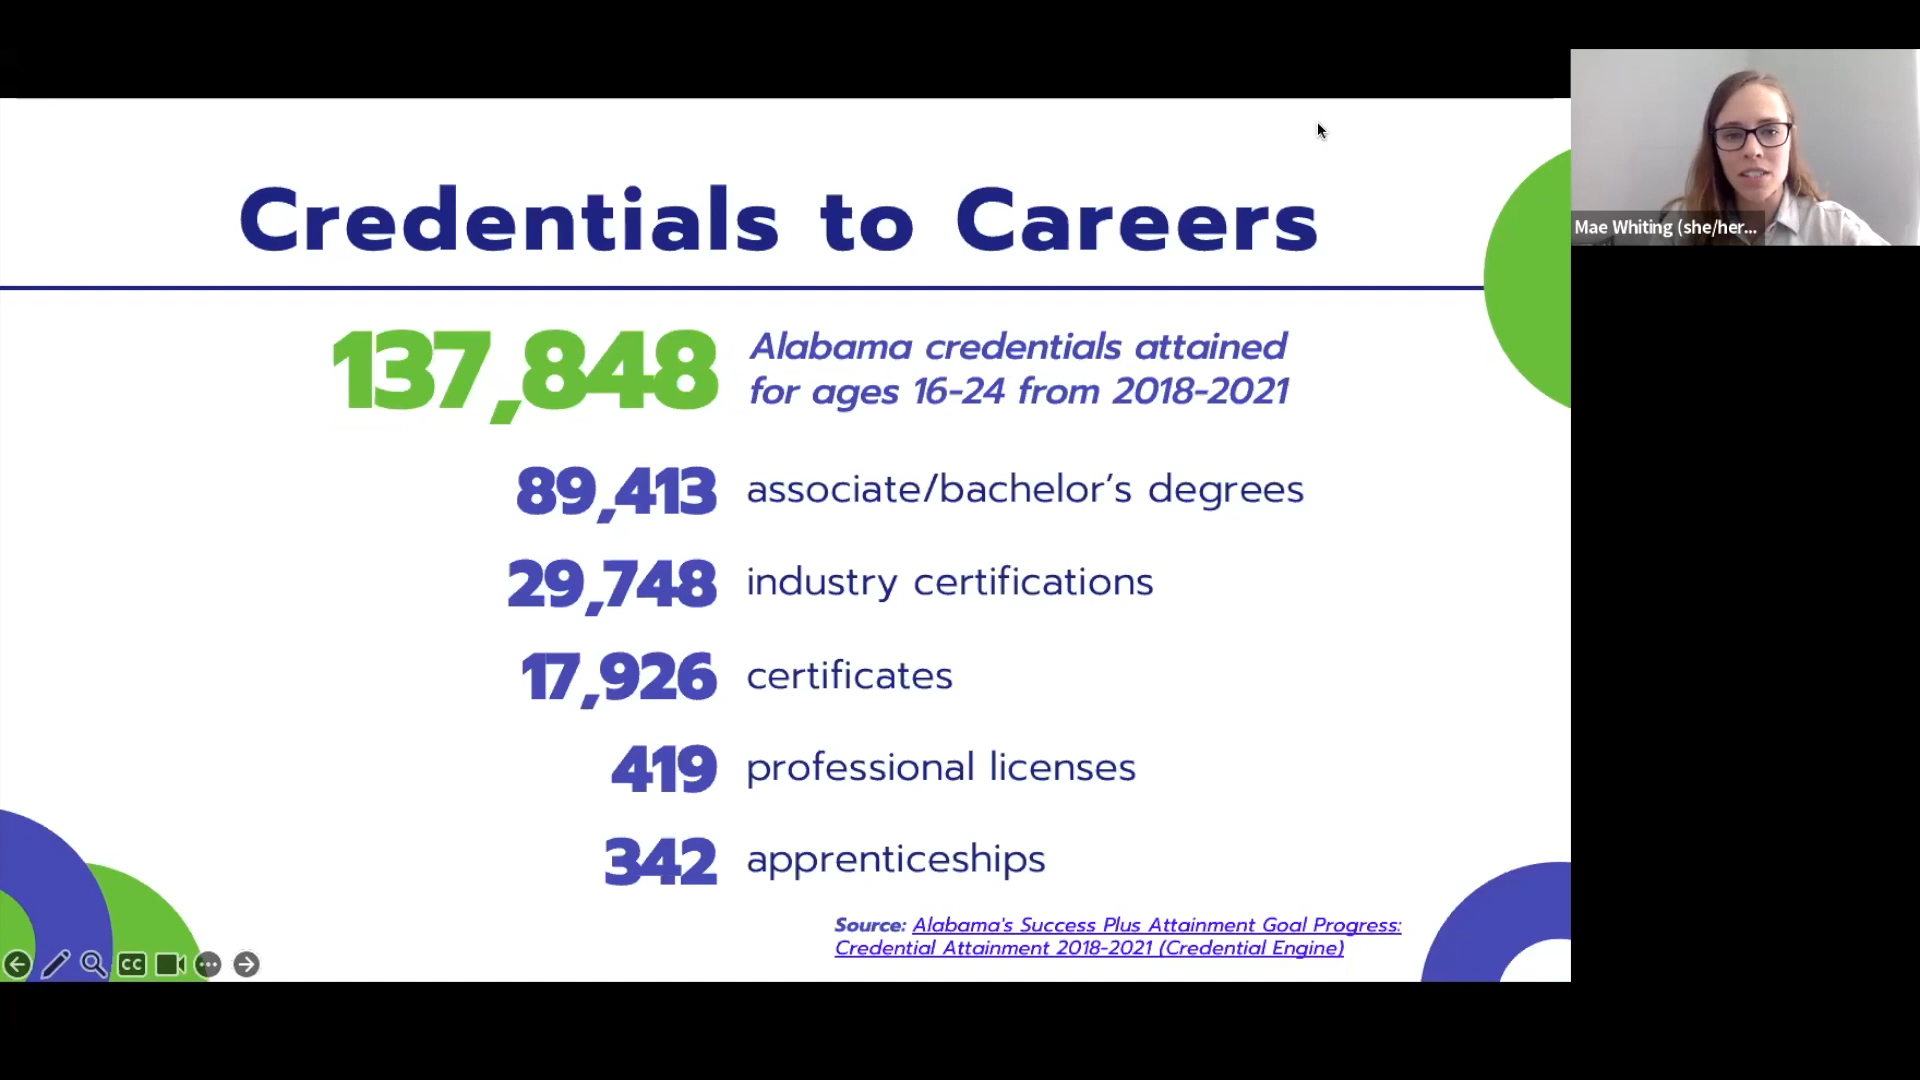 Credentials to Careers
137,848 Alabama credentials attained
for ages 16-24 from 2018-2021
89,413 associate/bachelor's degrees
29,748 industry certifications
17,926 certificates
419 professional licenses
342 apprenticeships
Source: Alabama's Success Plus Attainment Goal Progress:
Credential Attainment 2018-2021 (Credential Engine)
CC
Mae Whiting (she/her...